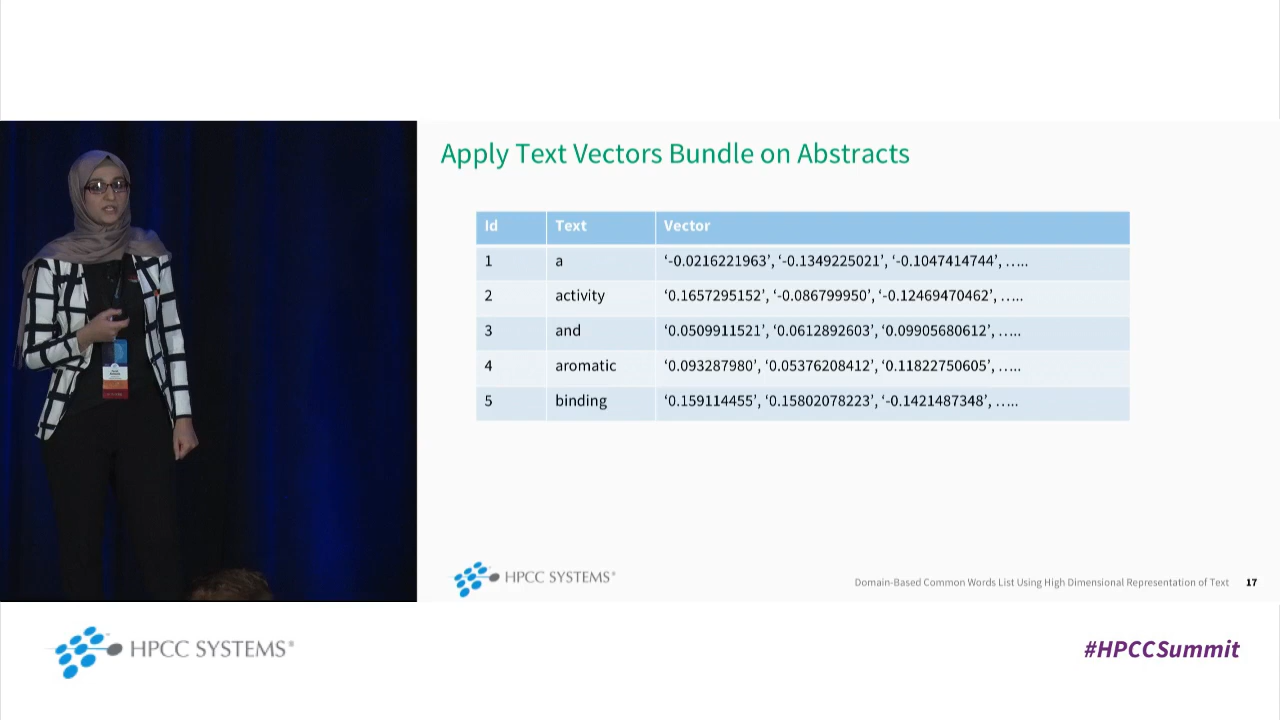 Apply Text Vectors Bundle on Abstracts
Id Text Vector
1 a ‘-0.0216221963’, ‘-0.1349225021’, ‘-0.1047414744’, …..
2 activity ‘0.1657295152’, ‘-0.086799950’, ‘-0.12469470462’, …..
3 and ‘0.0509911521’, ‘0.0612892603’, ‘0.09905680612’, …..
4 aromatic ‘0.093287980’, ‘0.05376208412’, ‘0.11822750605’, …..
5 binding ‘0.159114455’, ‘0.15802078223’, ‘-0.1421487348’, …..
HPCC SYSTEMS®
Domain-Based Common Words List Using High Dimensional Representation of Text 17
HPCC SYSTEMS®
#HPCCSummit